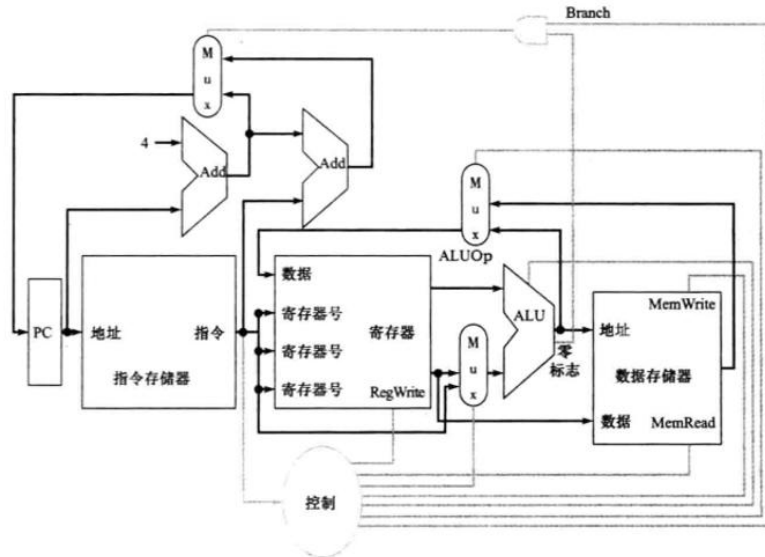 Branch
M
u
x
4
Add
Add
M
u
x
ALUOp
数据
PC
地址
指令
指令存储器
寄存器号
寄存器号
寄存器号
寄存器
RegWrite
M
u
x
ALU
零
标志
MemWrite
地址
数据存储器
数据
MemRead
控制